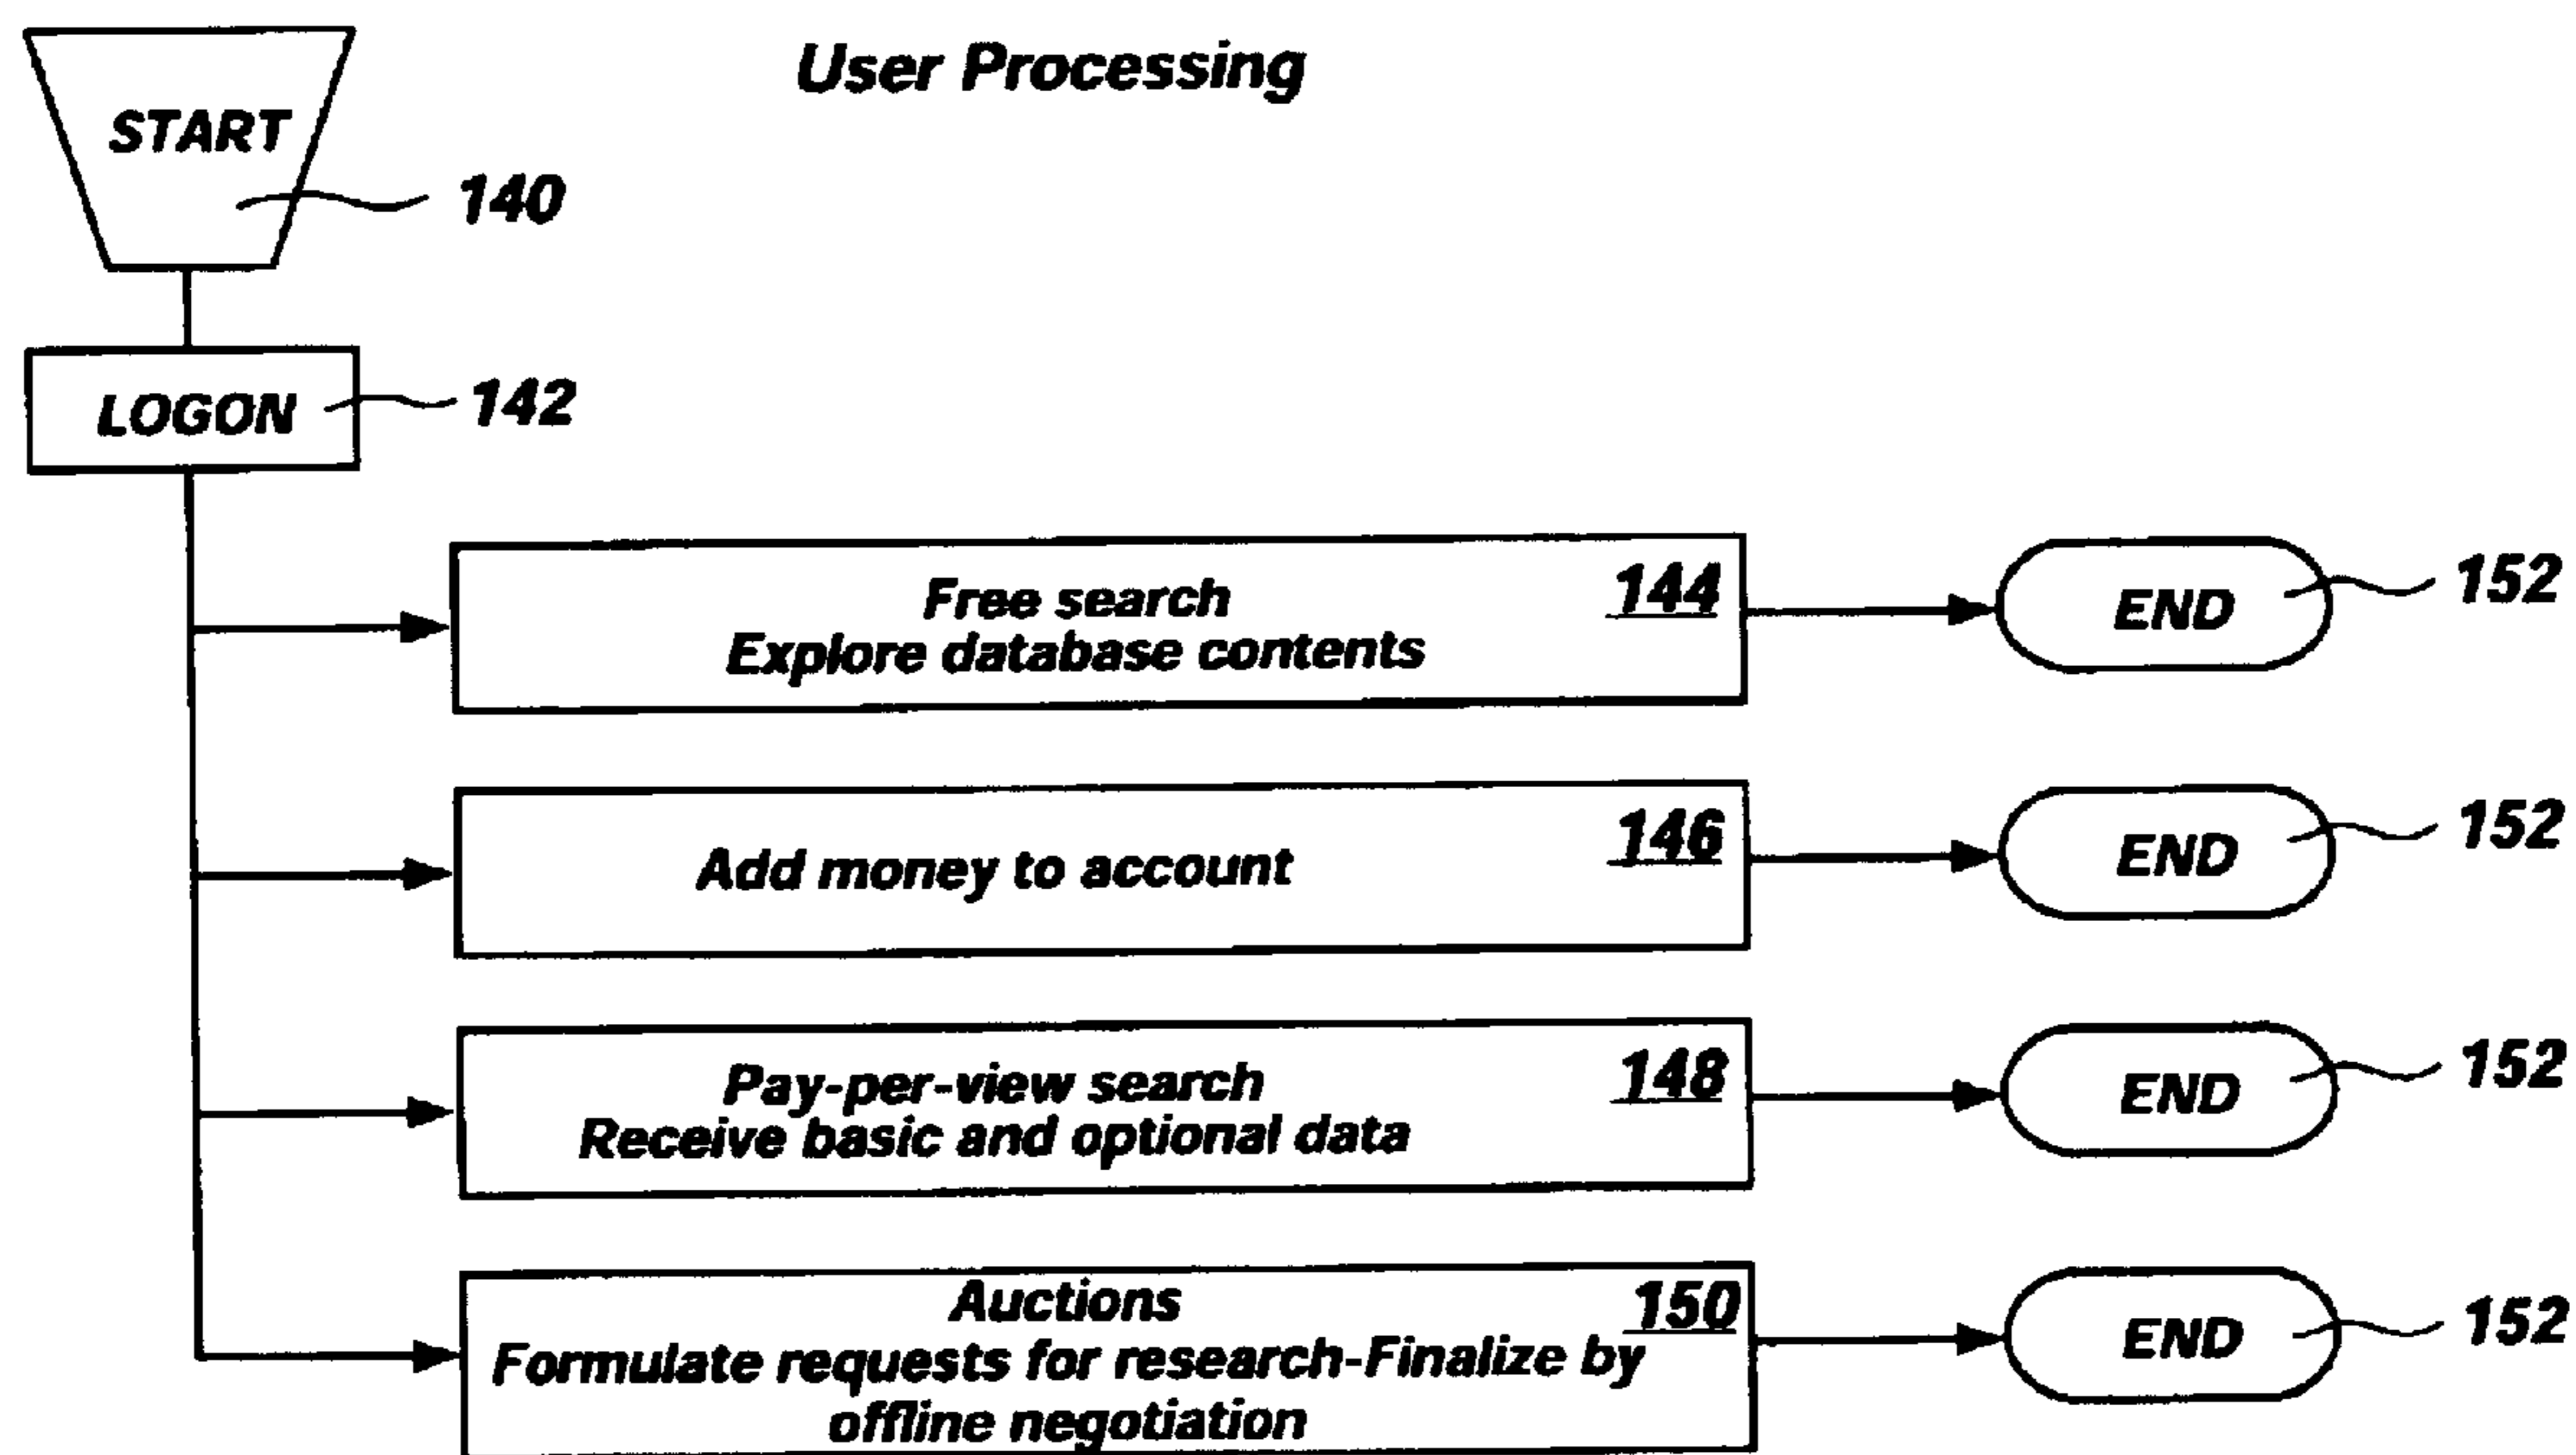 User Processing
START
140
LOGON
142
Free search
Explore database contents
144
END
152
Add money to account
146
END
152
Pay-per-view search
Receive basic and optional data
148
END
152
Auctions
Formulate requests for research-Finalize by
offline negotiation
150
END
152